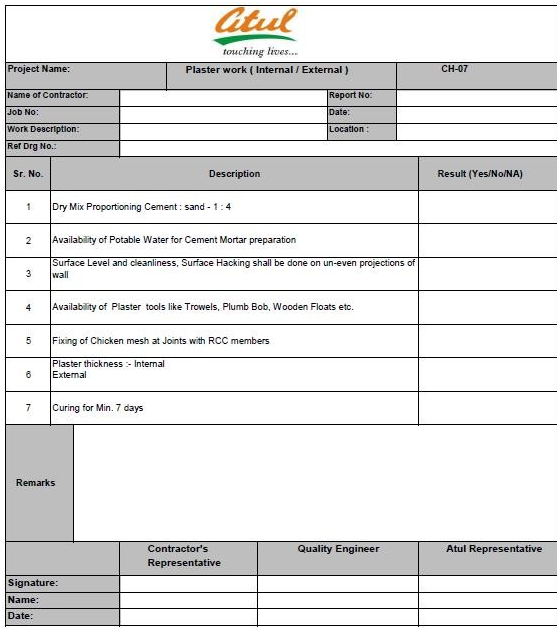 atul
touching lives...
Project Name: Plaster work ( Internal / External ) CH-07
Name of Contractor: Report No:
Job No: Date:
Work Description: Location :
Ref Drg No.:
Sr. No. Description Result (Yes/No/NA)
1 Dry Mix Proportioning Cement : sand - 1 : 4
2 Availability of Potable Water for Cement Mortar preparation
3 Surface Level and cleanliness, Surface Hacking shall be done on un-even projections of
wall
4 Availability of Plaster tools like Trowels, Plumb Bob, Wooden Floats etc.
5 Fixing of Chicken mesh at Joints with RCC members
6 Plaster thickness :- Internal
External
7 Curing for Min. 7 days
Remarks
Contractor's Quality Engineer Atul Representative
Representative
Signature:
Name:
Date: